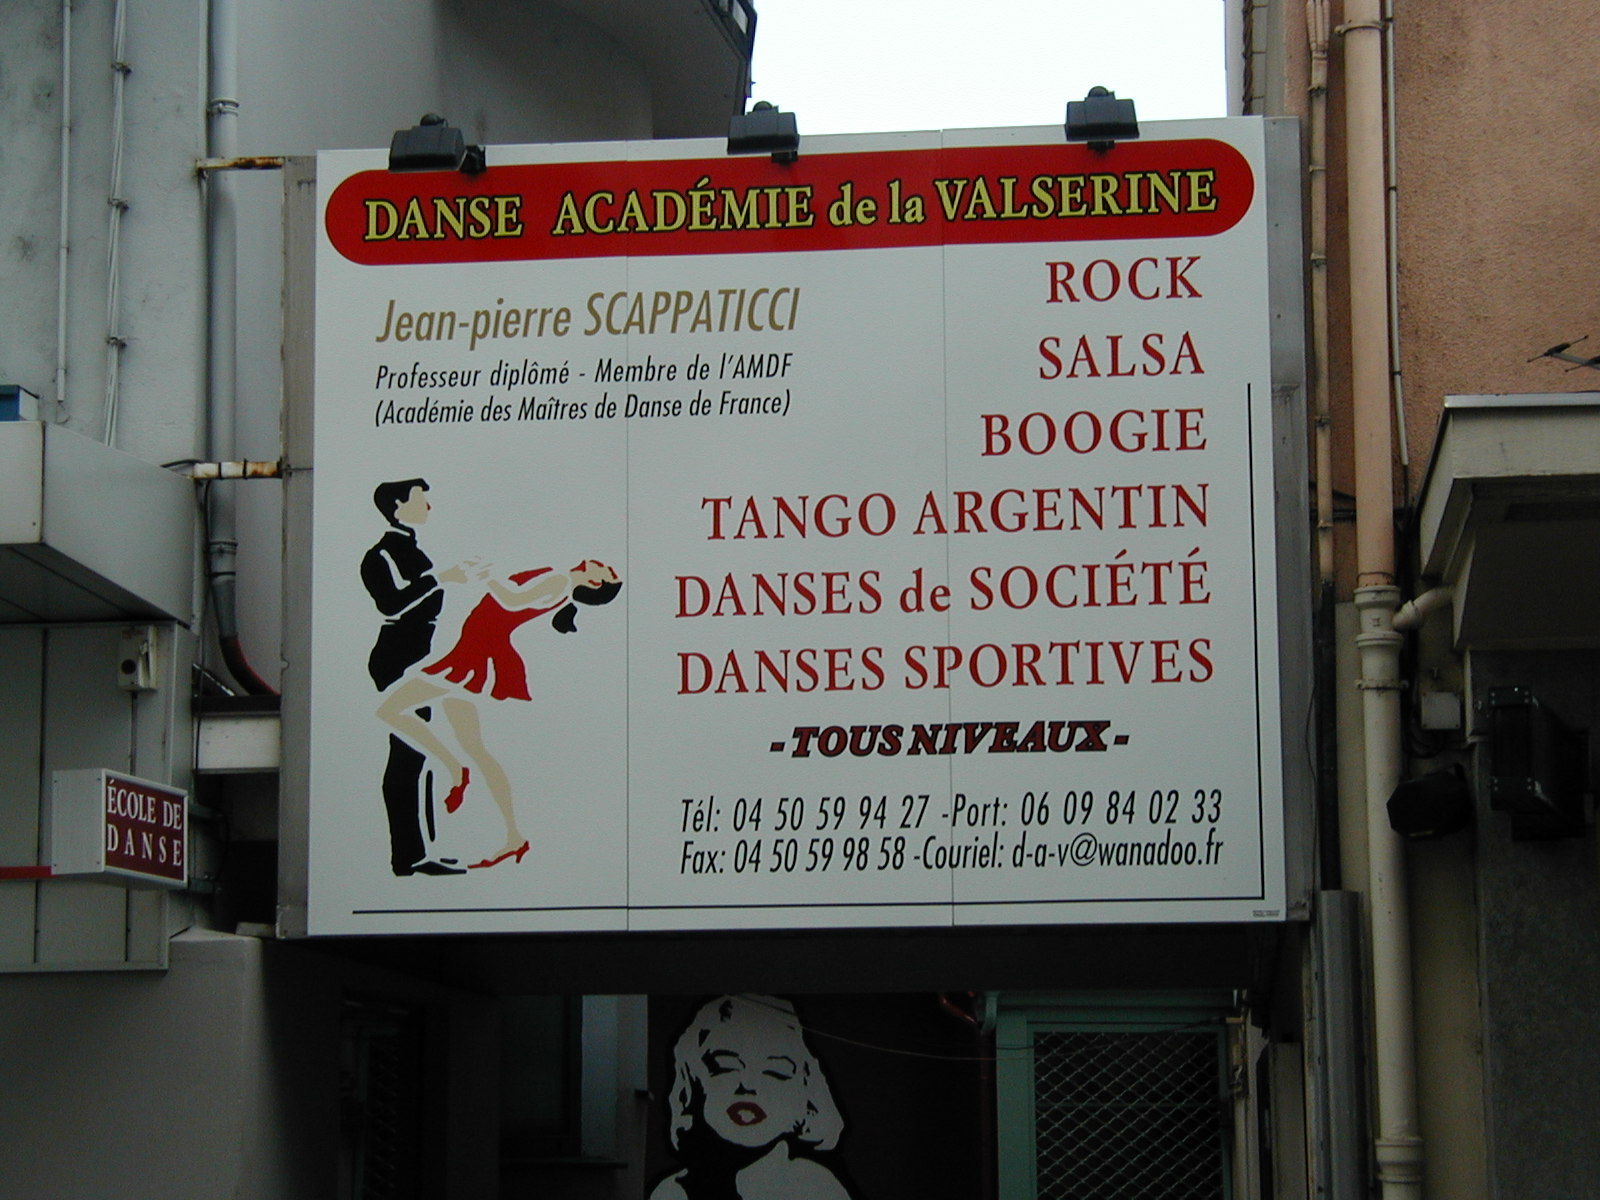 DANSE ACADÉMIE de la VALSERINE
Jean-pierre SCAPPATICCI
Professeur diplômé - Membre de l'AMDF
(Académie des Maîtres de Danse de France)
ROCK
SALSA
BOOGIE
TANGO ARGENTIN
DANSES de SOCIÉTÉ
DANSES SPORTIVES
- TOUS NIVEAUX -
Tél: 04 50 59 94 27 -Port: 06 09 84 02 33
Fax: 04 50 59 98 58 -Couriel: d-a-v@wanadoo.fr
ÉCOLE DE
DANSE